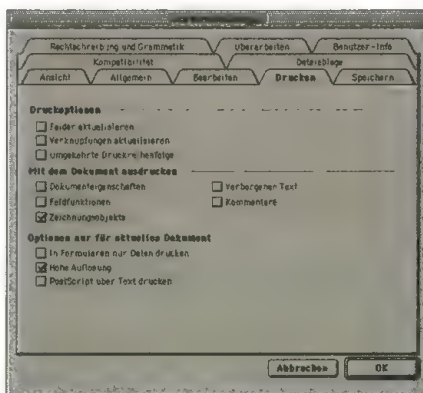 Rechtschreibung und Grammatik Überarbeiten Benutzer-Info
Kompatibilität Dateiablage
Ansicht Allgemein Bearbeiten Drucken Speichern
Druckoptionen
Felder aktualisieren
Verknüpfungen aktualisieren
Umgekehrte Druckreihenfolge
Mit dem Dokument ausdrucken
Dokumenteigenschaften Verborgener Text
Feldfunktionen Kommentare
Zeichnungsobjekte
Optionen nur für aktuelles Dokument
In Formularen nur Daten drucken
Hohe Auflösung
PostScript über Text drucken
Abbrechen OK